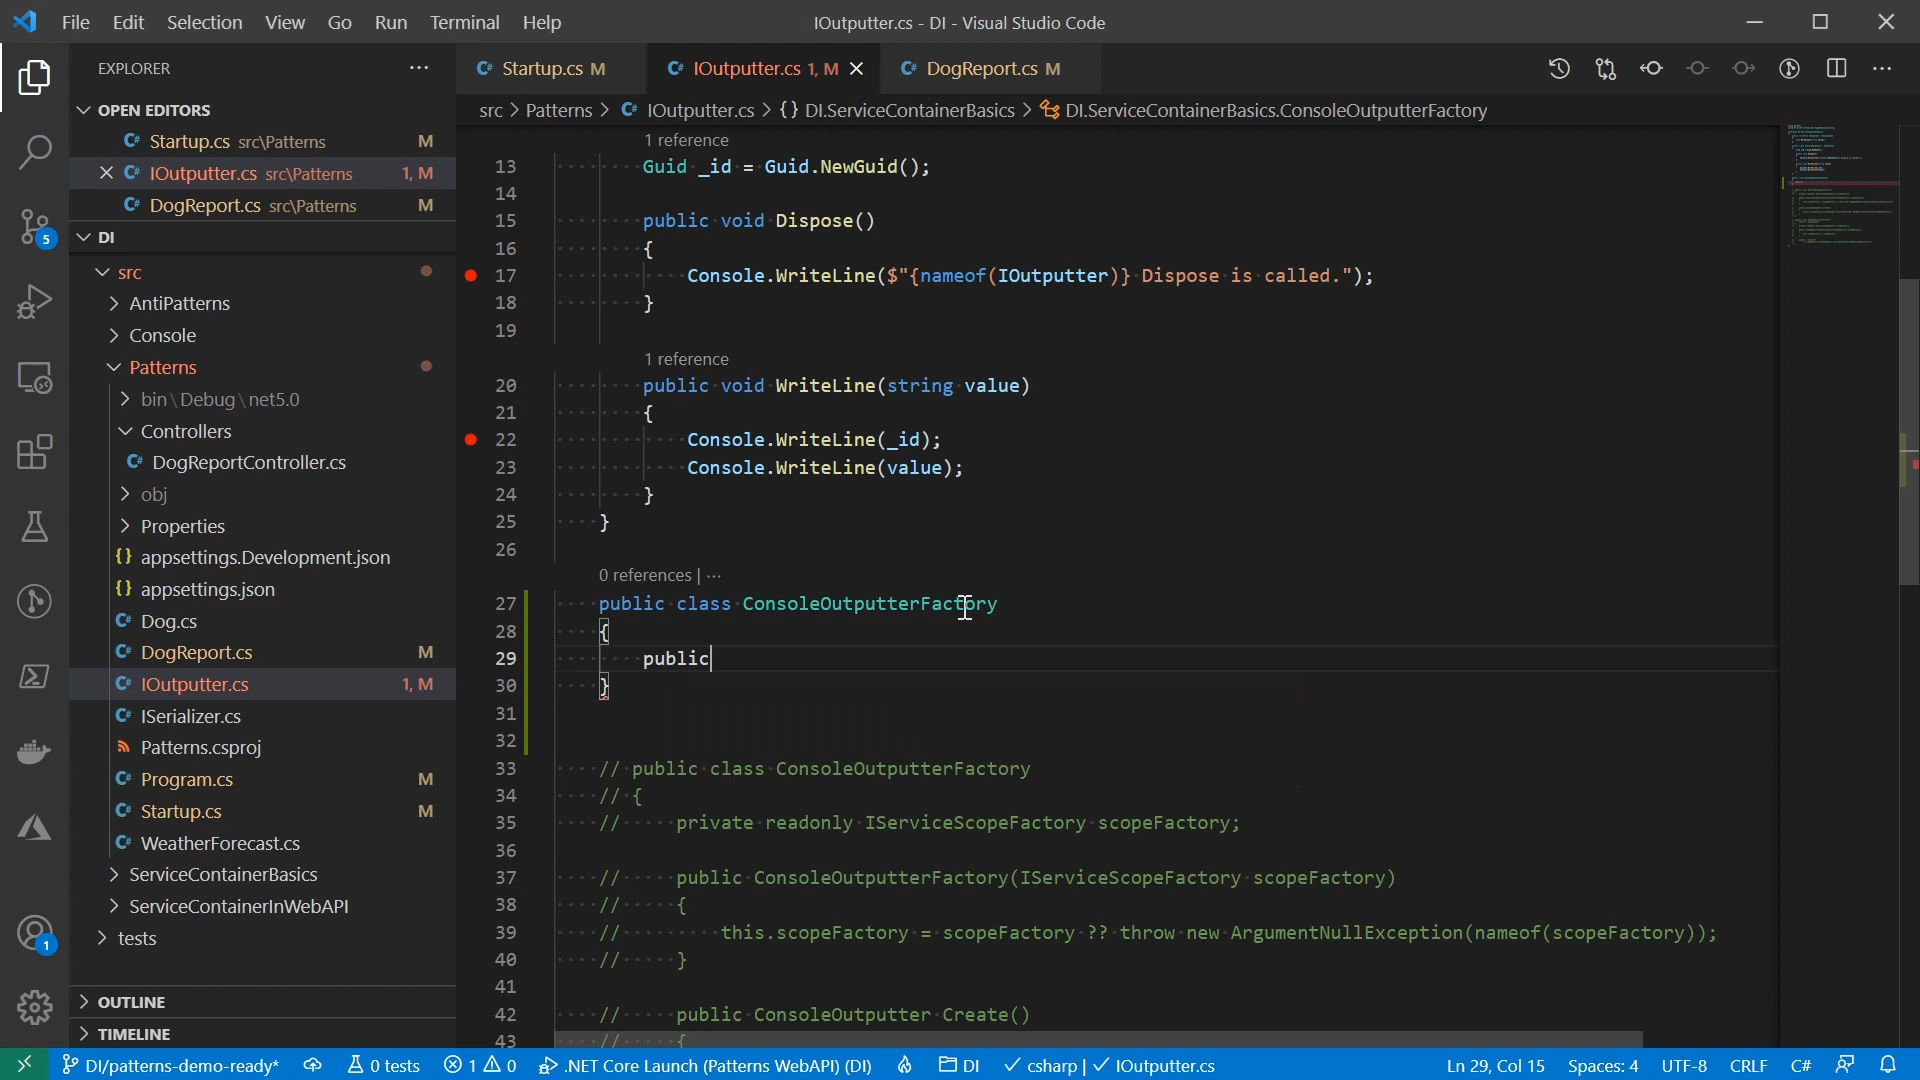 File Edit Selection View Go Run Terminal Help
IOutputter.cs - DI - Visual Studio Code
EXPLORER
OPEN EDITORS
Startup.cs src\Patterns M
IOutputter.cs src\Patterns 1, M
DogReport.cs src\Patterns M
DI
src
AntiPatterns
Console
Patterns
bin\Debug\net5.0
Controllers
DogReportController.cs
obj
Properties
appsettings.Development.json
appsettings.json
Dog.cs
DogReport.cs M
IOutputter.cs 1, M
ISerializer.cs
Patterns.csproj
Program.cs M
Startup.cs M
WeatherForecast.cs
ServiceContainerBasics
ServiceContainerInWebAPI
tests
OUTLINE
TIMELINE
5
1
Startup.cs M
IOutputter.cs 1, M
DogReport.cs M
src > Patterns > IOutputter.cs > {} DI.ServiceContainerBasics > DI.ServiceContainerBasics.ConsoleOutputterFactory
1 reference
13 Guid _id = Guid.NewGuid();
14
15 public void Dispose()
16 {
17 Console.WriteLine($"{nameof(IOutputter)} Dispose is called.");
18 }
19
1 reference
20 public void WriteLine(string value)
21 {
22 Console.WriteLine(_id);
23 Console.WriteLine(value);
24 }
25 }
26
0 references | ...
27 public class ConsoleOutputterFactory
28 {
29 public
30 }
31
32
33 // public class ConsoleOutputterFactory
34 // {
35 // private readonly IServiceScopeFactory scopeFactory;
36
37 // public ConsoleOutputterFactory(IServiceScopeFactory scopeFactory)
38 // {
39 // this.scopeFactory = scopeFactory ?? throw new ArgumentNullException(nameof(scopeFactory));
40 // }
41
42 // public ConsoleOutputter Create()
43 // {
DI/patterns-demo-ready* 0 tests 1 0 .NET Core Launch (Patterns WebAPI) (DI) DI csharp | IOutputter.cs Ln 29, Col 15 Spaces: 4 UTF-8 CRLF C#